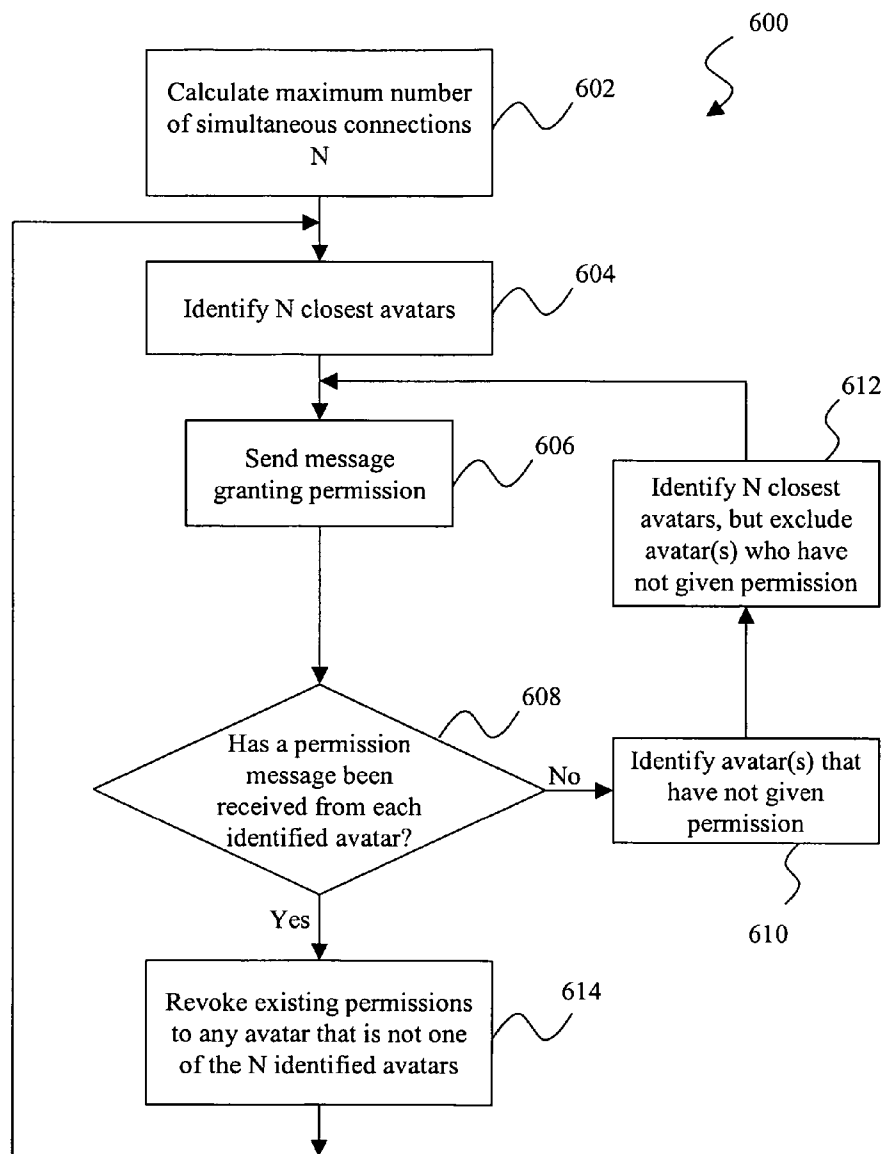 600
Calculate maximum number
of simultaneous connections
N
602
604
Identify N closest avatars
612
Send message
granting permission
606
Identify N closest
avatars, but exclude
avatar(s) who have
not given permission
608
Has a permission
message been
received from each
identified avatar?
No
Identify avatar(s) that
have not given
permission
Yes
610
Revoke existing permissions
to any avatar that is not one
of the N identified avatars
614